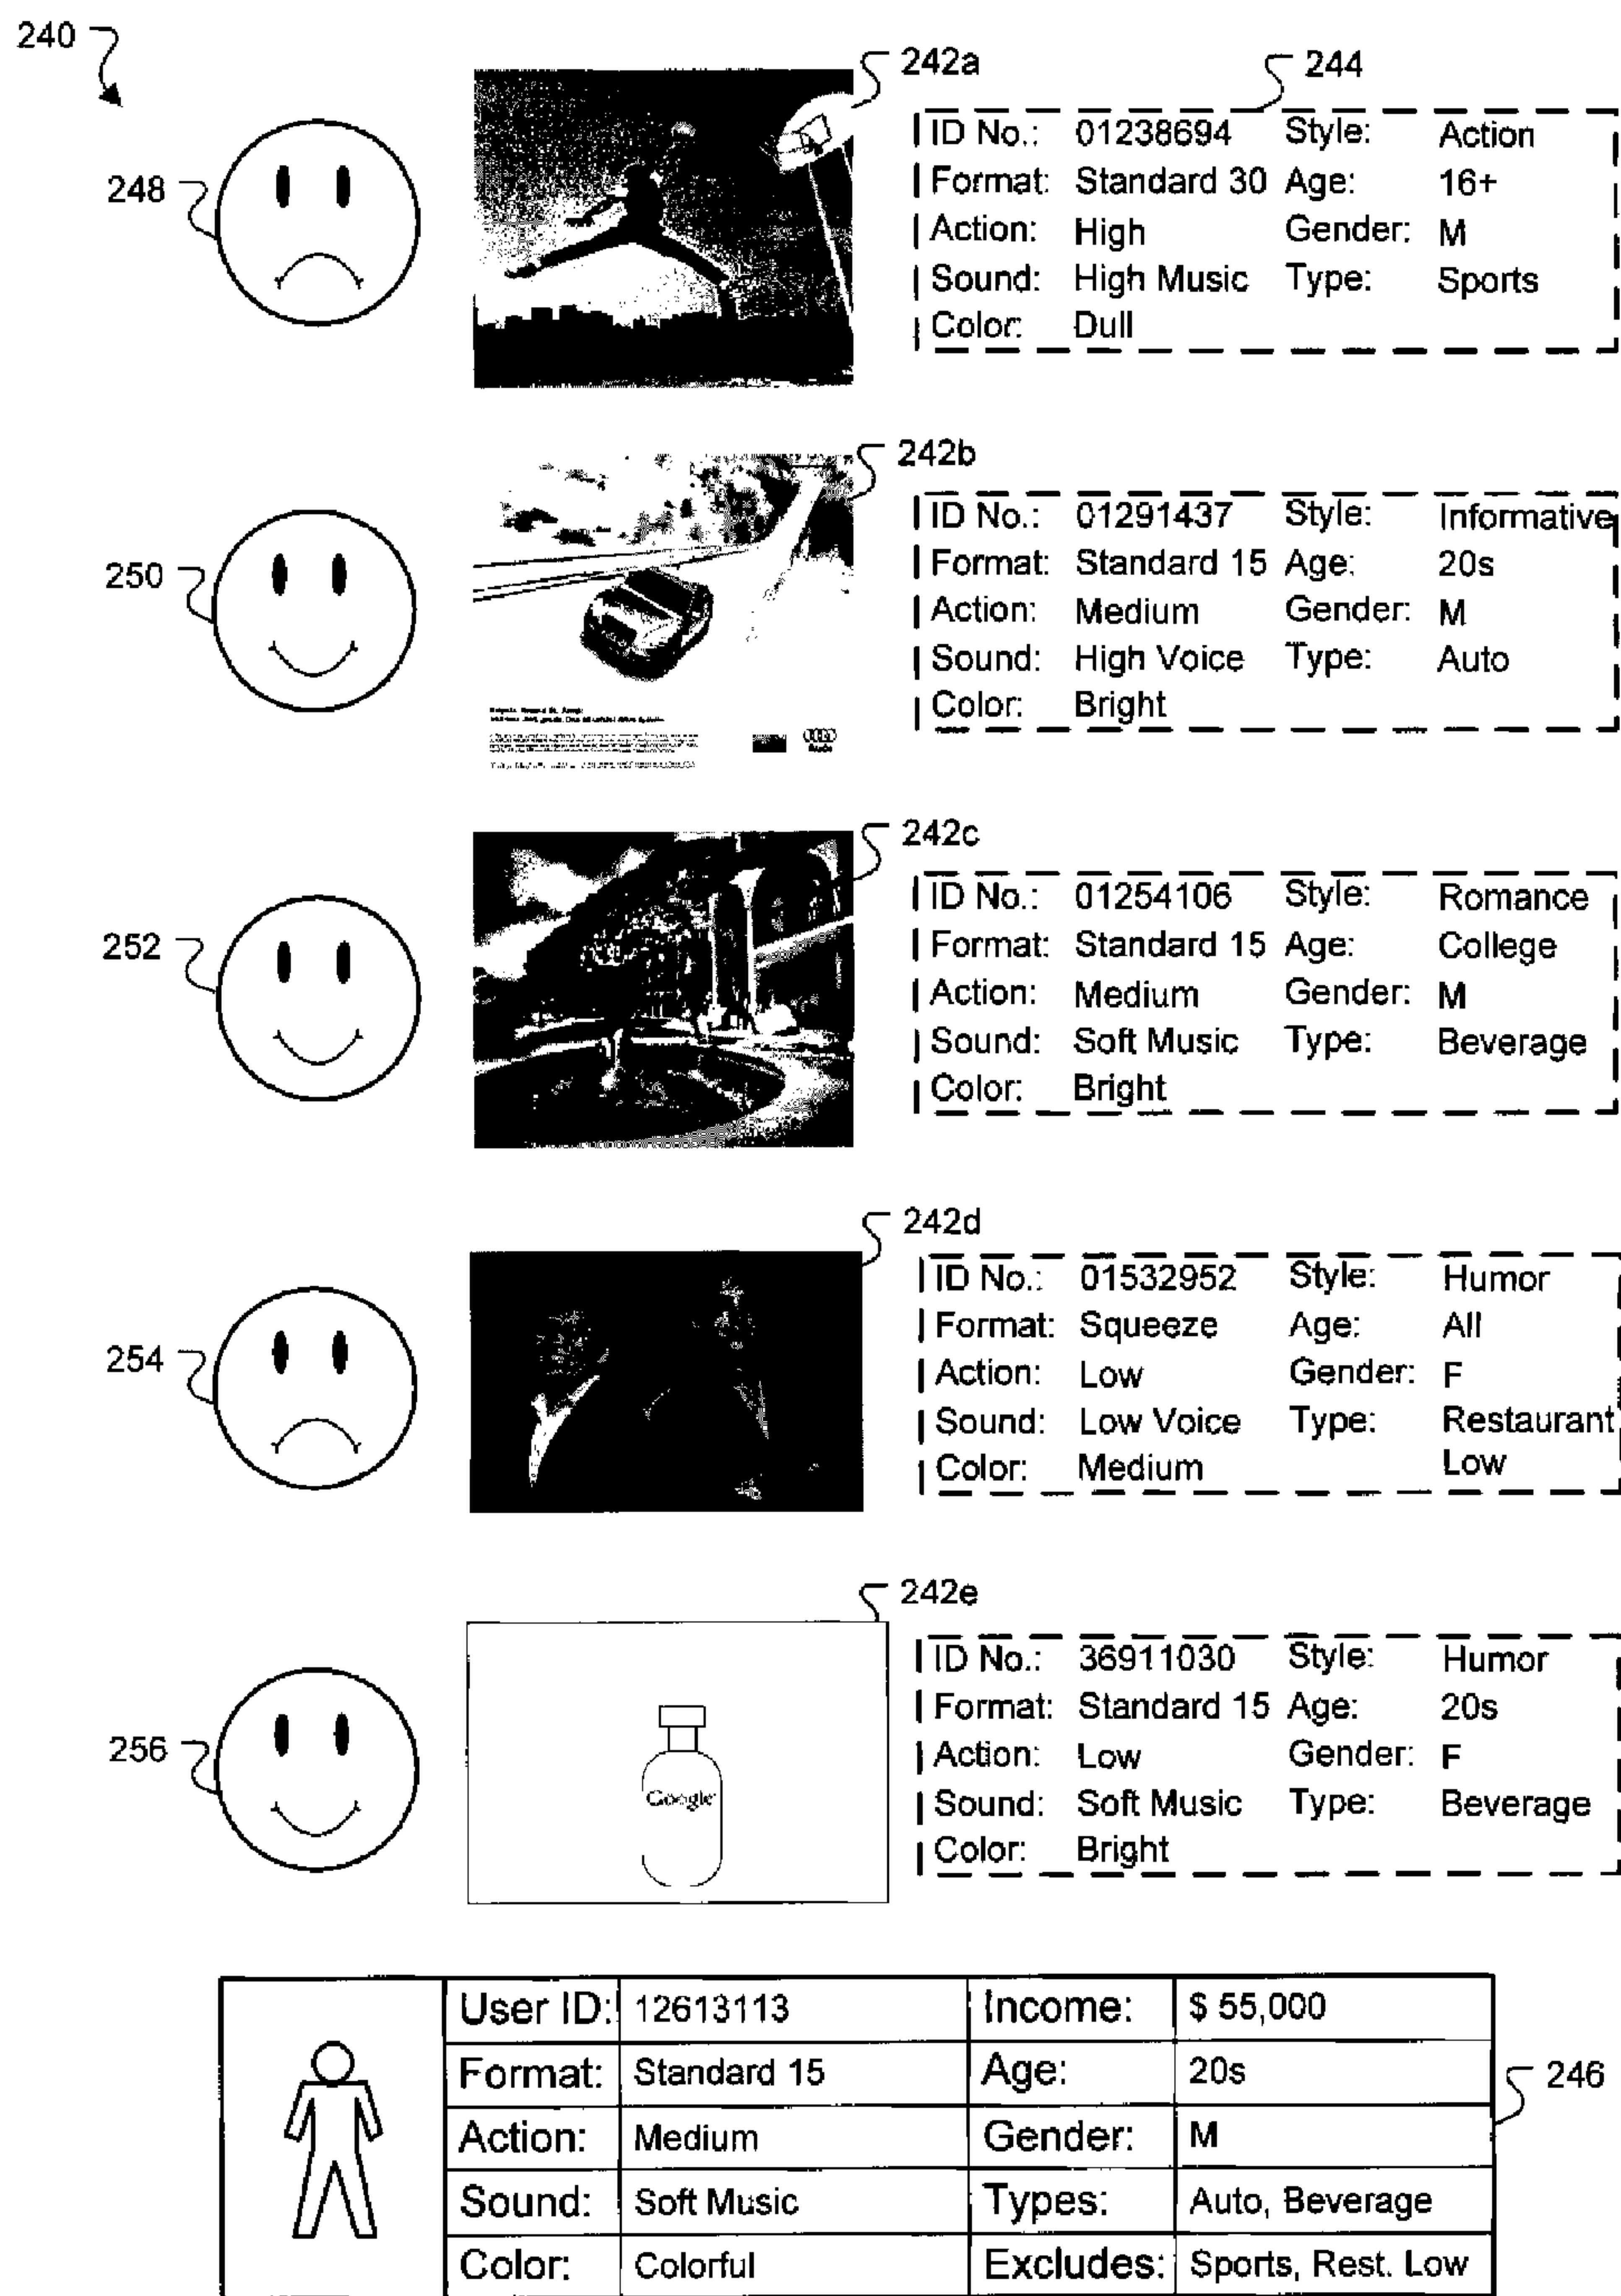 240
242a
244
248
ID No.: 01238694 Style: Action
Format: Standard 30 Age: 16+
Action: High Gender: M
Sound: High Music Type: Sports
Color: Dull
242b
250
ID No.: 01291437 Style: Informative
Format: Standard 15 Age: 20s
Action: Medium Gender: M
Sound: High Voice Type: Auto
Color: Bright
Audi
242c
252
ID No.: 01254106 Style: Romance
Format: Standard 15 Age: College
Action: Medium Gender: M
Sound: Soft Music Type: Beverage
Color: Bright
242d
254
ID No.: 01532952 Style: Humor
Format: Squeeze Age: All
Action: Low Gender: F
Sound: Low Voice Type: Restaurant
Color: Medium Low
242e
256
Google
ID No.: 36911030 Style: Humor
Format: Standard 15 Age: 20s
Action: Low Gender: F
Sound: Soft Music Type: Beverage
Color: Bright
User ID: 12613113 Income: $ 55,000
Format: Standard 15 Age: 20s
246
Action: Medium Gender: M
Sound: Soft Music Types: Auto, Beverage
Color: Colorful Excludes: Sports, Rest. Low